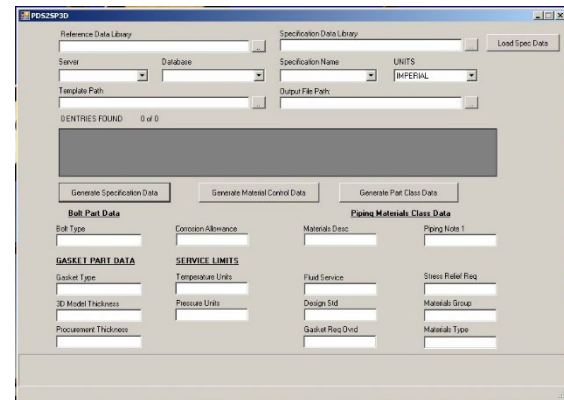 PDS2SP3D
Reference Data Library
Specification Data Library
... ... Load Spec Data
Server Database Specification Name UNITS
IMPERIAL
Template Path Output File Path:
... ...
0 ENTRIES FOUND 0 of 0
Generate Specification Data Generate Material Control Data Generate Part Class Data
Bolt Part Data Piping Materials Class Data
Bolt Type Corrosion Allowance Materials Desc Piping Note 1
GASKET PART DATA SERVICE LIMITS
Gasket Type Temperature Units Fluid Service Stress Relief Req
3D Model Thickness Pressure Units Design Std Materials Group
Procurement Thickness Gasket Req Ovrd Materials Type